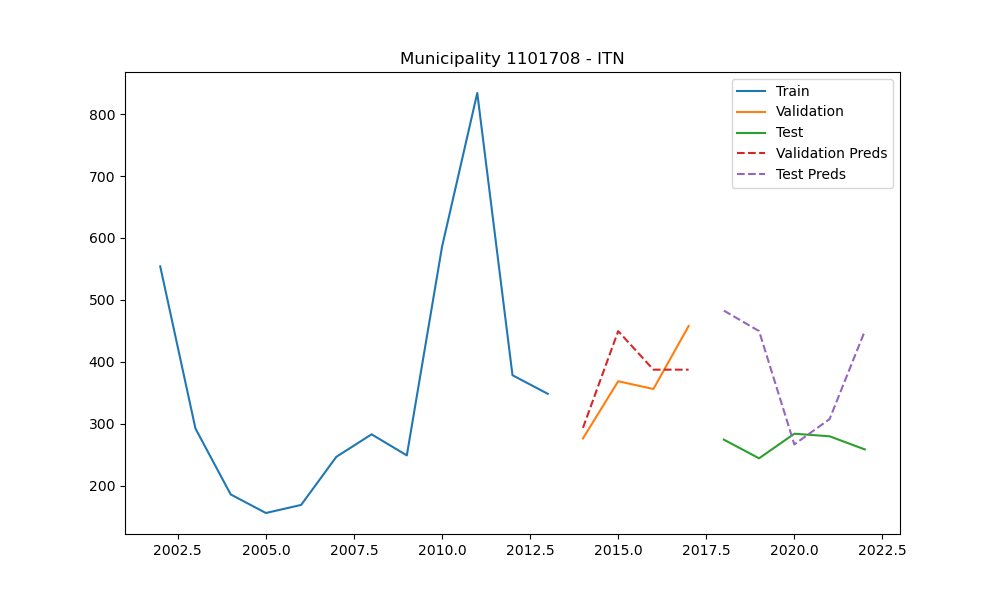 Municipality 1101708 - ITN
Train
Validation
Test
Validation Preds
Test Preds
800
700
600
500
400
300
200
2002.5 2005.0 2007.5 2010.0 2012.5 2015.0 2017.5 2020.0 2022.5